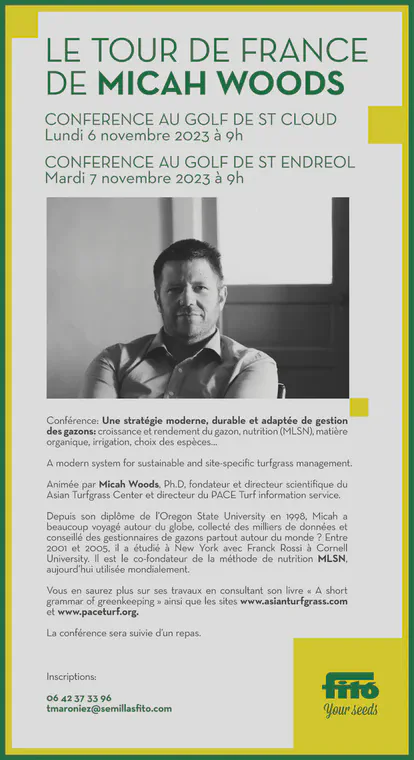 LE TOUR DE FRANCE
DE MICAH WOODS
CONFERENCE AU GOLF DE ST CLOUD
Lundi 6 novembre 2023 à 9h
CONFERENCE AU GOLF DE ST ENDREOL
Mardi 7 novembre 2023 à 9h
Conférence: Une stratégie moderne, durable et adaptée de gestion
des gazons: croissance et rendement du gazon, nutrition (MLSN), matière
organique, irrigation, choix des espèces...
A modern system for sustainable and site-specific turfgrass management.
Animée par Micah Woods, Ph.D, fondateur et directeur scientifique du
Asian Turfgrass Center et directeur du PACE Turf information service.
Depuis son diplôme de l'Oregon State University en 1998, Micah a
beaucoup voyagé autour du globe, collecté des milliers de données et
conseillé des gestionnaires de gazons partout autour du monde ? Entre
2001 et 2005, il a étudié à New York avec Franck Rossi à Cornell
University. Il est le co-fondateur de la méthode de nutrition MLSN,
aujourd'hui utilisée mondialement.
Vous en saurez plus sur ses travaux en consultant son livre « A short
grammar of greenkeeping » ainsi que les sites www.asianturfgrass.com
et www.paceturf.org.
La conférence sera suivie d'un repas.
Inscriptions:
06 42 37 33 96
tmaroniez@semillasfito.com
fitó
Your seeds